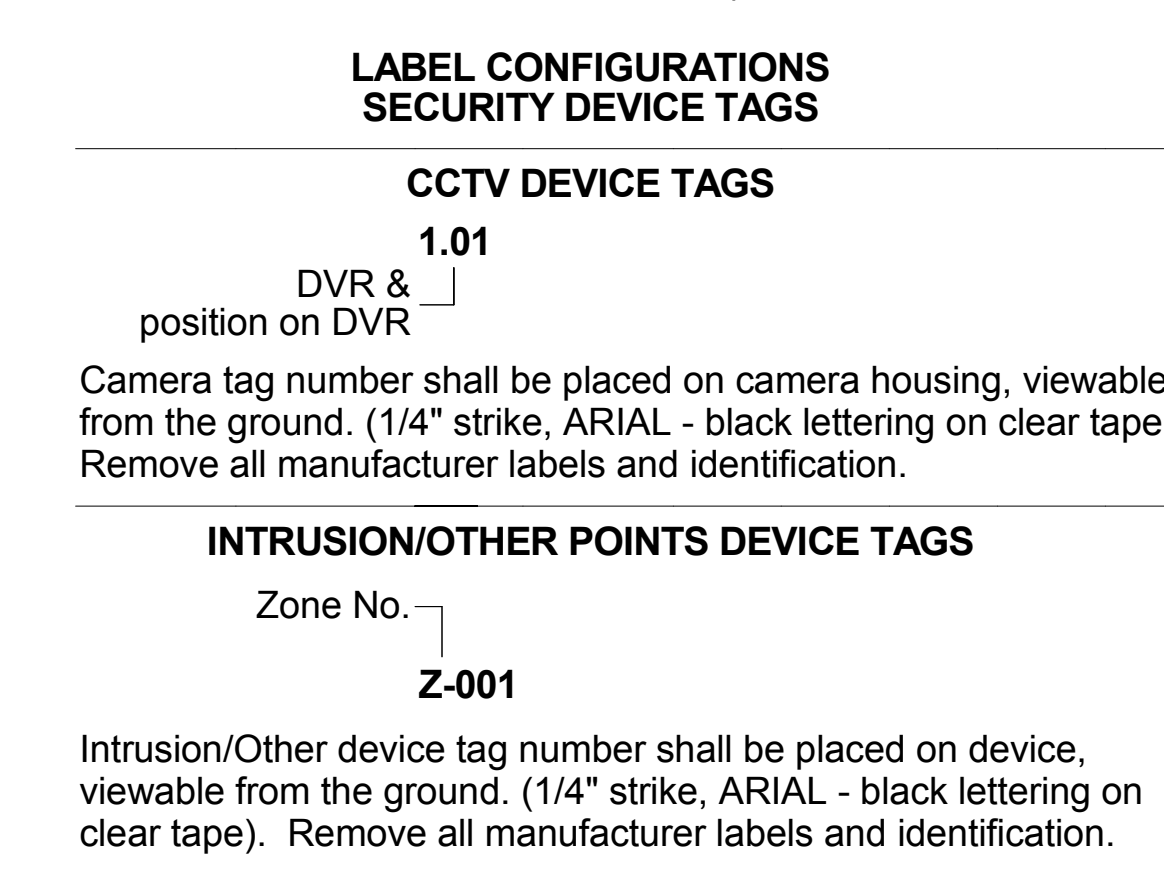 LABEL CONFIGURATIONS
SECURITY DEVICE TAGS
CCTV DEVICE TAGS
1.01
DVR &
position on DVR
Camera tag number shall be placed on camera housing, viewable
from the ground. (1/4" strike, ARIAL - black lettering on clear tape
Remove all manufacturer labels and identification.
INTRUSION/OTHER POINTS DEVICE TAGS
Zone No.
Z-001
Intrusion/Other device tag number shall be placed on device,
viewable from the ground. (1/4" strike, ARIAL - black lettering on
clear tape).  Remove all manufacturer labels and identification.